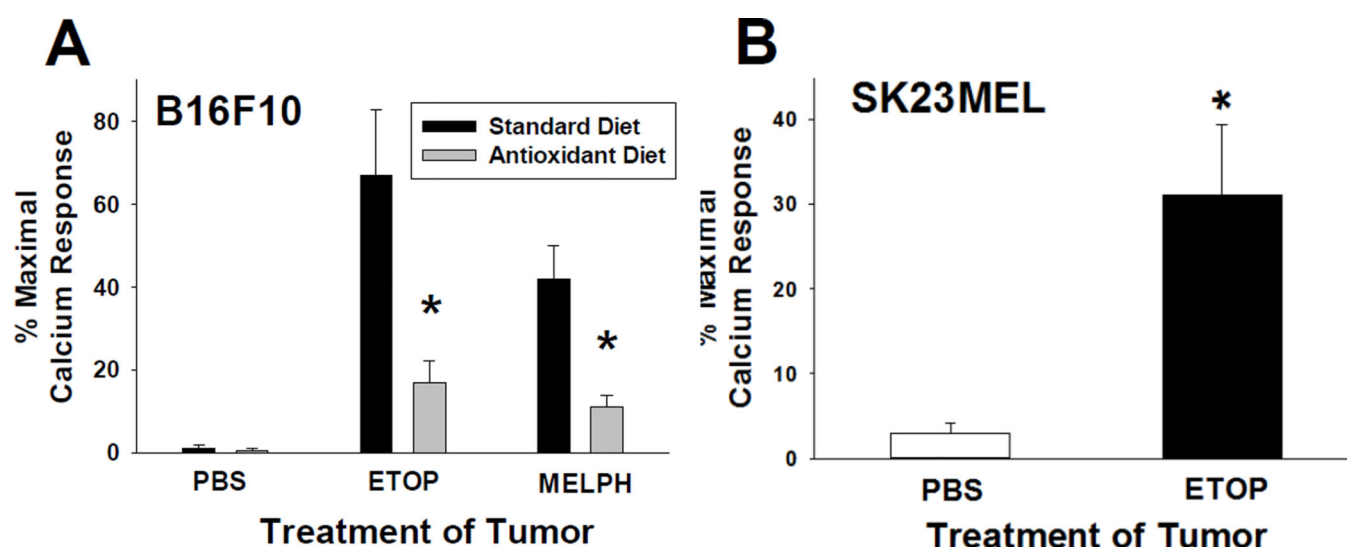 A
B16F10
Standard Diet
Antioxidant Diet
% Maximal
Calcium Response
80
60
40
20
0
*
*
PBS ETOP MELPH
Treatment of Tumor
B
SK23MEL
*
% Maximal
Calcium Response
40
30
20
10
0
PBS ETOP
Treatment of Tumor